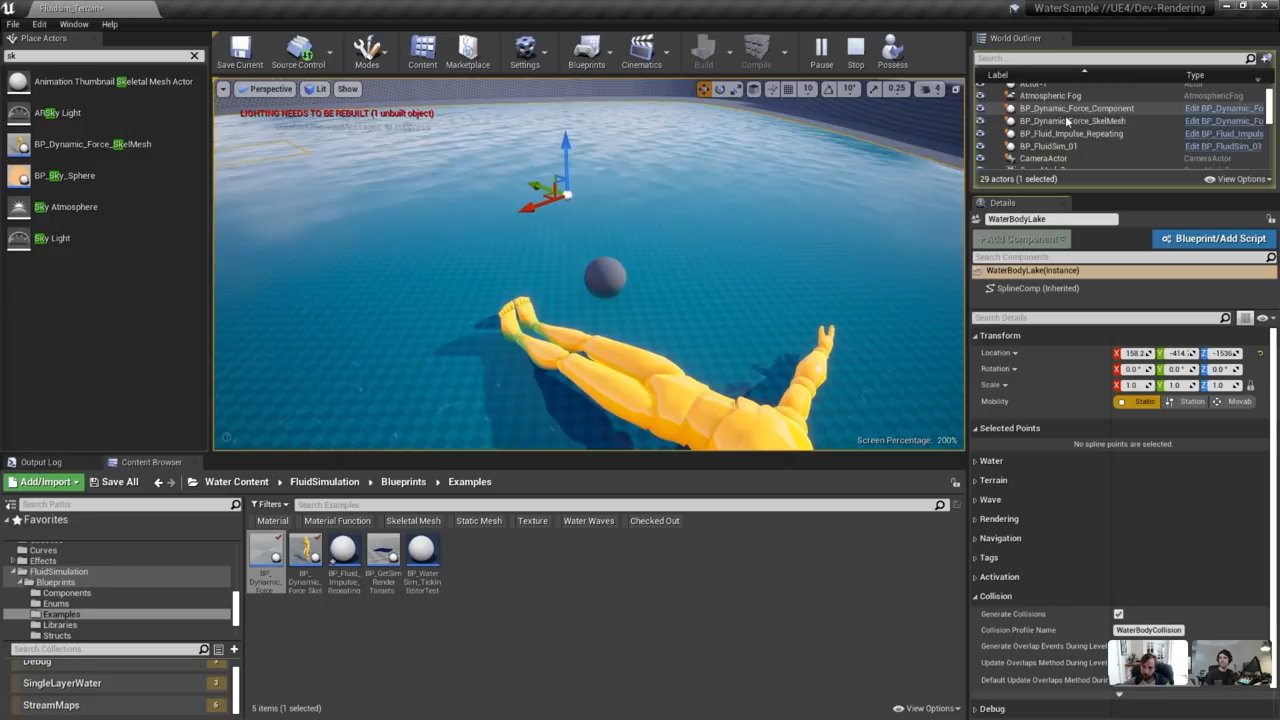 Fluidsim_Terrain*
WaterSample //UE4/Dev-Rendering
File Edit Window Help
Place Actors
sk
Animation Thumbnail Skeletal Mesh Actor
ARSky Light
BP_Dynamic_Force_SkelMesh
BP_Sky_Sphere
Sky Atmosphere
Sky Light
Save Current
Source Control
Modes
Content
Marketplace
Settings
Blueprints
Cinematics
Build
Compile
Pause
Stop
Possess
Perspective
Lit
Show
10
10°
0.25
4
LIGHTING NEEDS TO BE REBUILT (1 unbuilt object)
Screen Percentage: 200%
World Outliner
Search...
Label
Type
Actor-1
Actor
Atmospheric Fog
AtmosphericFog
BP_Dynamic_Force_Component
Edit BP_Dynamic_Fo
BP_Dynamic_Force_SkelMesh
Edit BP_Dynamic_Fo
BP_Fluid_Impulse_Repeating
Edit BP_Fluid_Impuls
BP_FluidSim_01
Edit BP_FluidSim_01
CameraActor
CameraActor
29 actors (1 selected)
View Options
Details
WaterBodyLake
+Add Component
Blueprint/Add Script
Search Components
WaterBodyLake(Instance)
SplineComp (Inherited)
Search Details
Transform
Location
X 158.2 Y -414. Z -1536
Rotation
X 0.0° Y 0.0° Z 0.0°
Scale
X 1.0 Y 1.0 Z 1.0
Mobility
Static Station Movab
Selected Points
No spline points are selected.
Water
Terrain
Wave
Rendering
Navigation
Tags
Activation
Collision
Generate Collisions
Collision Profile Name
WaterBodyCollision
Generate Overlap Events During Level
Update Overlaps Method During Level
Default Update Overlaps Method Durin
Debug
Output Log
Content Browser
Add/Import
Save All
Water Content
FluidSimulation
Blueprints
Examples
Search Paths
Favorites
Curves
Effects
FluidSimulation
Blueprints
Components
Enums
Examples
Libraries
Structs
Search Collections
Debug
3
SingleLayerWater
3
StreamMaps
6
Filters
Search Examples
Material
Material Function
Skeletal Mesh
Static Mesh
Texture
Water Waves
Checked Out
BP_
Dynamic_
Force
BP_
Dynamic_
Force Skel
BP_Fluid_
Impulse_
Repeating
BP_GetSim
Render
Targets
BP_Water
Sim_TickIn
EditorTest
5 items (1 selected)
View Options